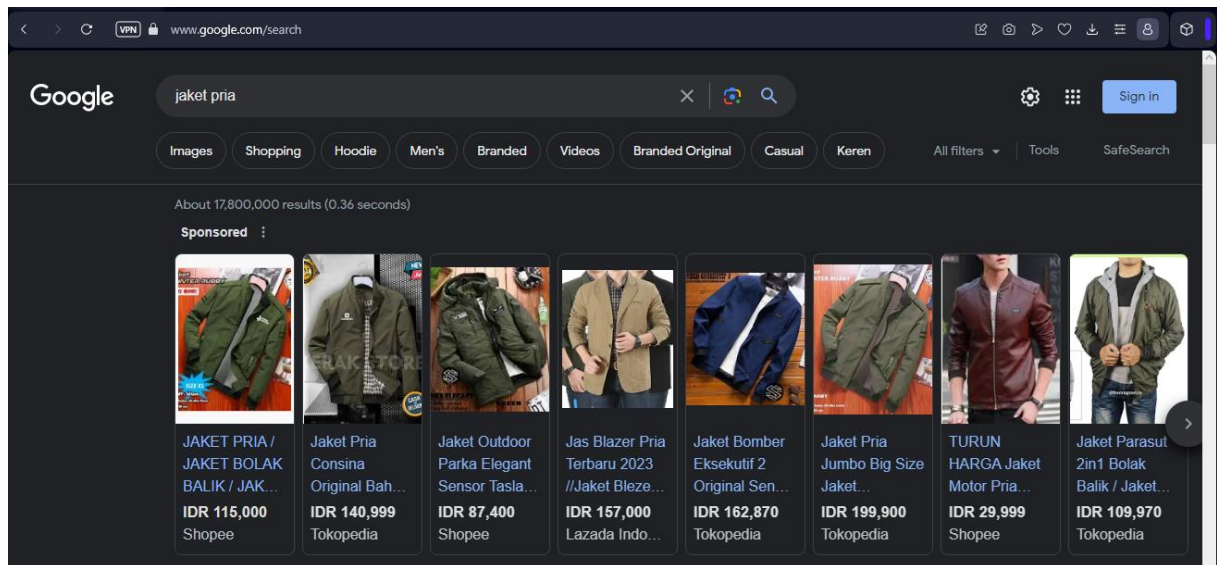 VPN www.google.com/search
Google
jaket pria
Sign in
Images Shopping Hoodie Men's Branded Videos Branded Original Casual Keren All filters Tools SafeSearch
About 17,800,000 results (0.36 seconds)
Sponsored
SIZE XL
JAKET PRIA /
JAKET BOLAK
BALIK / JAK...
IDR 115,000
Shopee
Jaket Pria
Consina
Original Bah...
IDR 140,999
Tokopedia
Jaket Outdoor
Parka Elegant
Sensor Tasla...
IDR 87,400
Shopee
Jas Blazer Pria
Terbaru 2023
//Jaket Bleze...
IDR 157,000
Lazada Indo...
Jaket Bomber
Eksekutif 2
Original Sen...
IDR 162,870
Tokopedia
Jaket Pria
Jumbo Big Size
Jaket...
IDR 199,900
Tokopedia
TURUN
HARGA Jaket
Motor Pria...
IDR 29,999
Shopee
Jaket Parasut
2in1 Bolak
Balik / Jaket...
IDR 109,970
Tokopedia